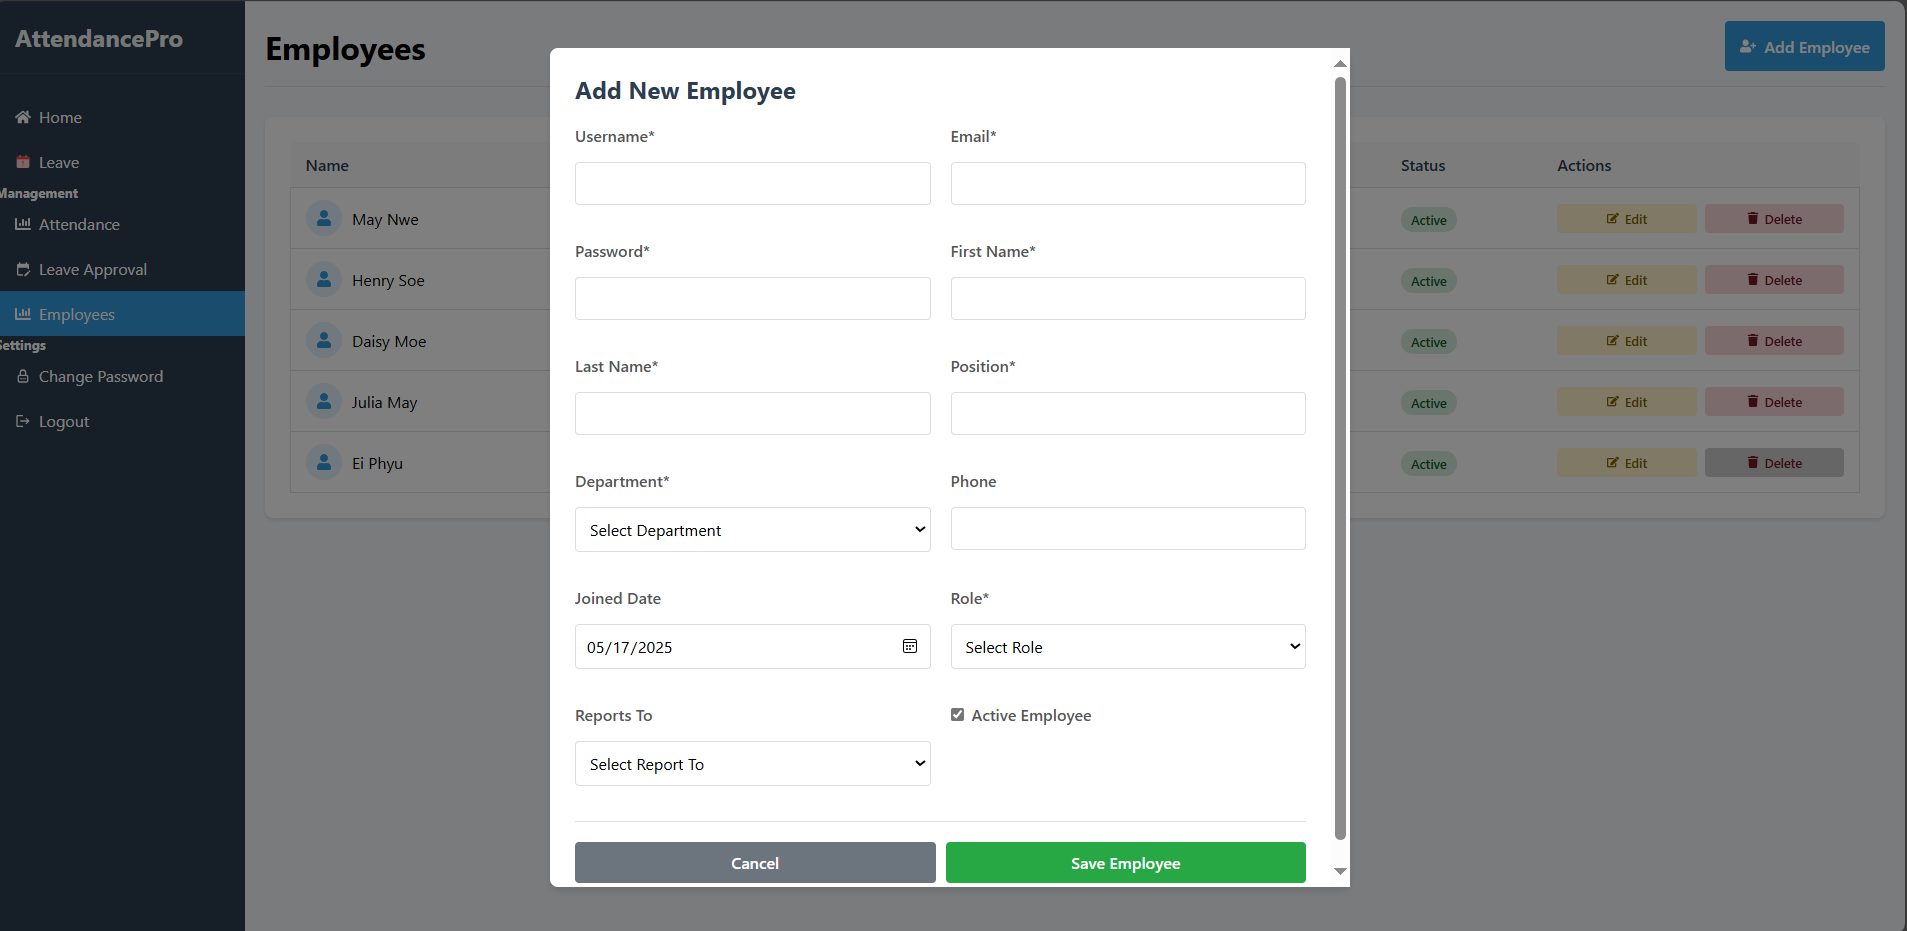 AttendancePro
Home
Leave
Management
Attendance
Leave Approval
Employees
Settings
Change Password
Logout
Employees
Add Employee
Name
Status
Actions
May Nwe
Active
Edit
Delete
Henry Soe
Active
Edit
Delete
Daisy Moe
Active
Edit
Delete
Julia May
Active
Edit
Delete
Ei Phyu
Active
Edit
Delete
Add New Employee
Username*
Email*
Password*
First Name*
Last Name*
Position*
Department*
Phone
Select Department
Joined Date
Role*
05/17/2025
Select Role
Reports To
Active Employee
Select Report To
Cancel
Save Employee